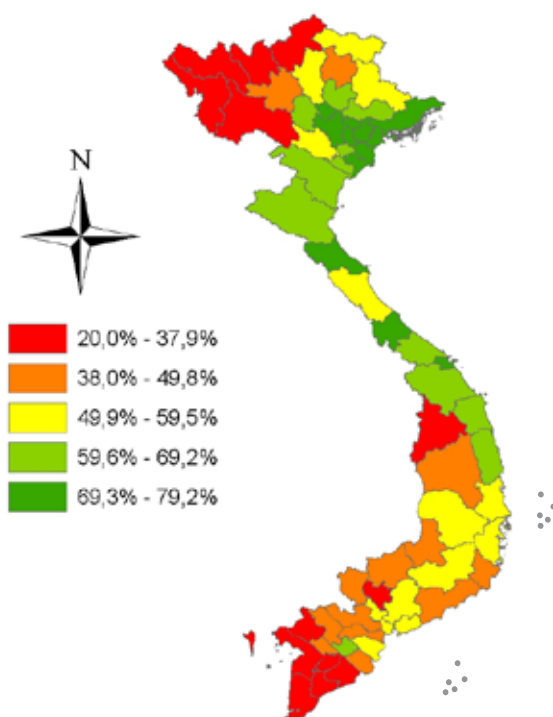 N
20,0% - 37,9%
38,0% - 49,8%
49,9% - 59,5%
59,6% - 69,2%
69,3% - 79,2%